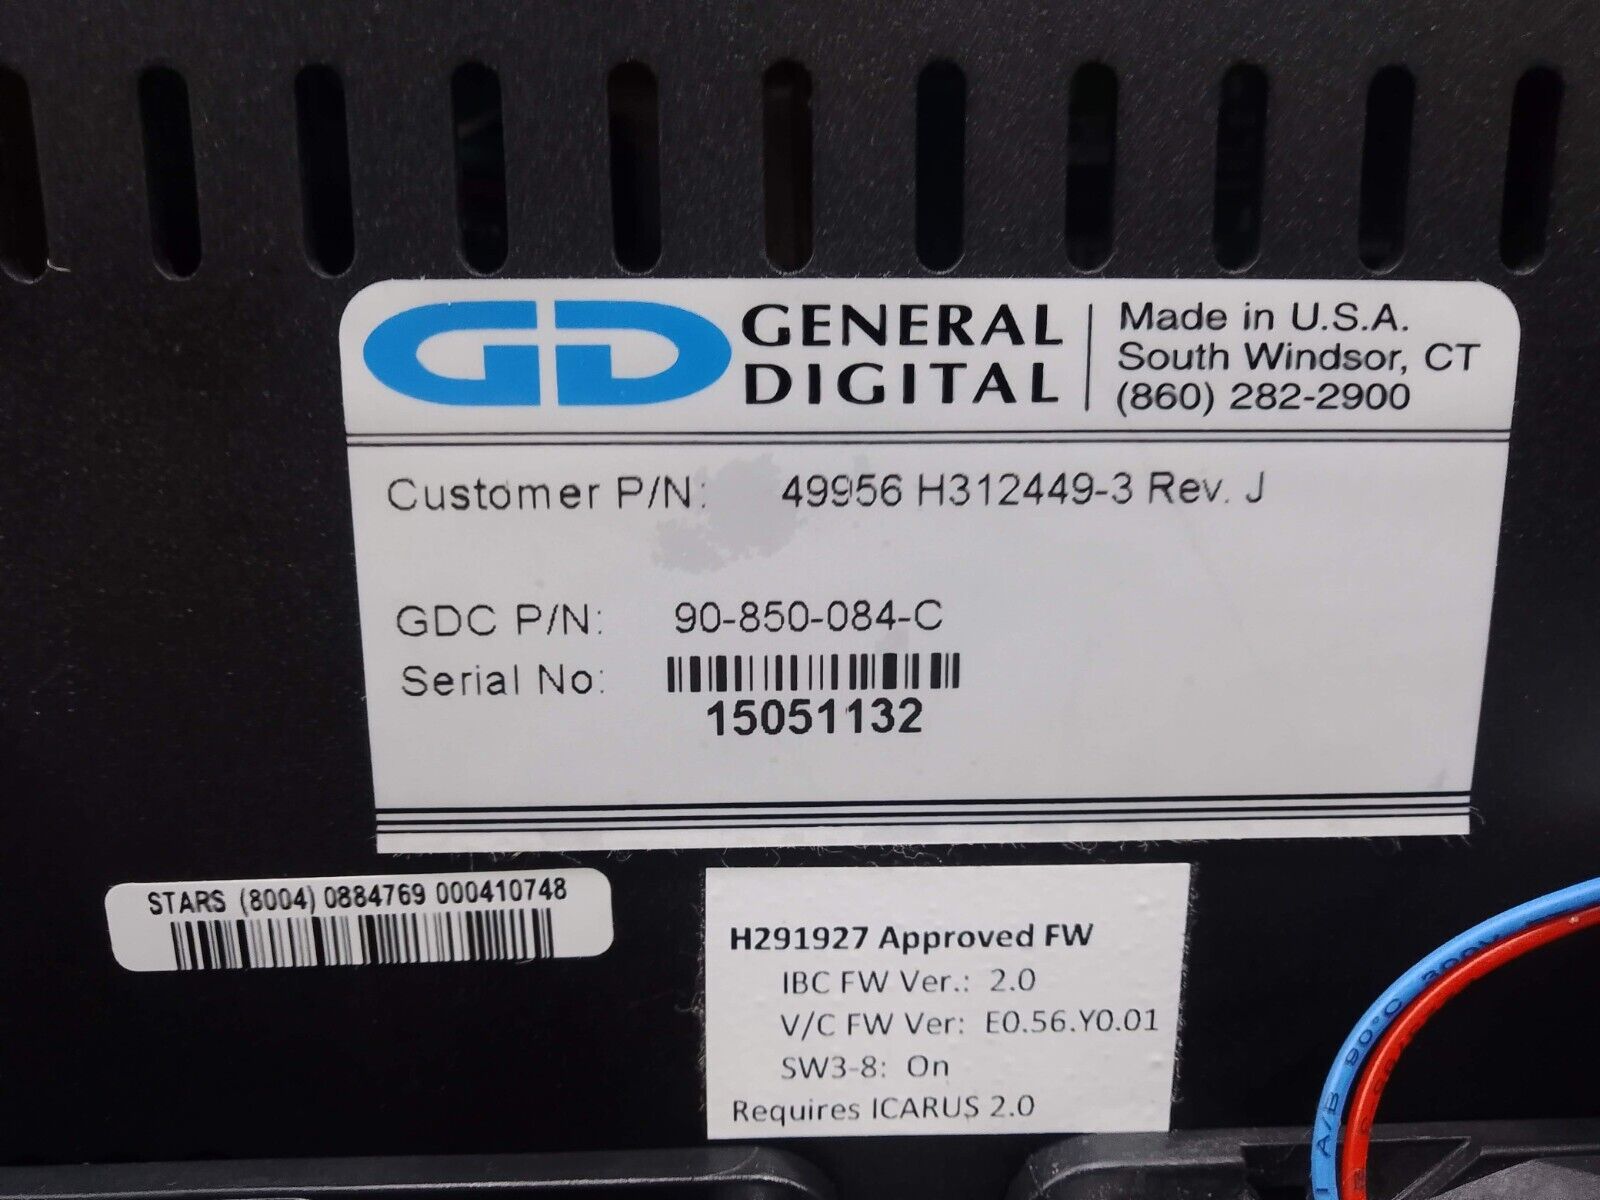 GD GENERAL DIGITAL
Made in U.S.A.
South Windsor, CT
(860) 282-2900
Customer P/N: 49956 H312449-3 Rev. J
GDC P/N: 90-850-084-C
Serial No:
15051132
STARS (8004) 0884769 000410748
H291927 Approved FW
IBC FW Ver.: 2.0
V/C FW Ver: E0.56.Y0.01
SW3-8: On
Requires ICARUS 2.0
A/B 90°C 300V